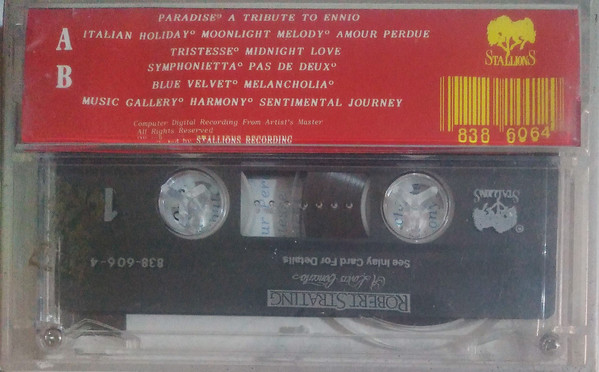 PARADISE° A TRIBUTE TO ENNIO
A
ITALIAN HOLIDAY° MOONLIGHT MELODY° AMOUR PERDUE
TRISTESSE° MIDNIGHT LOVE
B
SYMPHONIETTA° PAS DE DEUX°
BLUE VELVET° MELANCHOLIA°
MUSIC GALLERY° HARMONY° SENTIMENTAL JOURNEY
Computer Digital Recording From Artist's Master
All Rights Reserved
by STALLIONS RECORDING
STALLIONS
838 6064
1
STALLIONS
®
838-606-4
See Inlay Card For Details
ROBERT STRATING